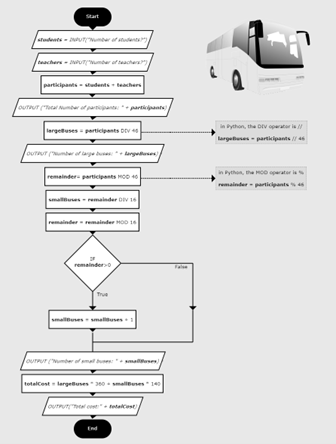 Start
students = INPUT("Number of students?")
teachers = INPUT("Number of teachers?")
participants = students + teachers
OUTPUT ("Total Number of participants: " + participants)
largeBuses = participants DIV 46
In Python, the DIV operator is //
largeBuses = participants // 46
OUTPUT ("Number of large buses: " + largeBuses)
remainder= participants MOD 46
In Python, the MOD operator is %
remainder = participants % 46
smallBuses = remainder DIV 16
remainder = remainder MOD 16
If
remainder>0
False
True
smallBuses = smallBuses + 1
OUTPUT ("Number of small buses: " + smallBuses)
totalCost = largeBuses * 360 + smallBuses * 140
OUTPUT("Total cost:" + totalCost)
End